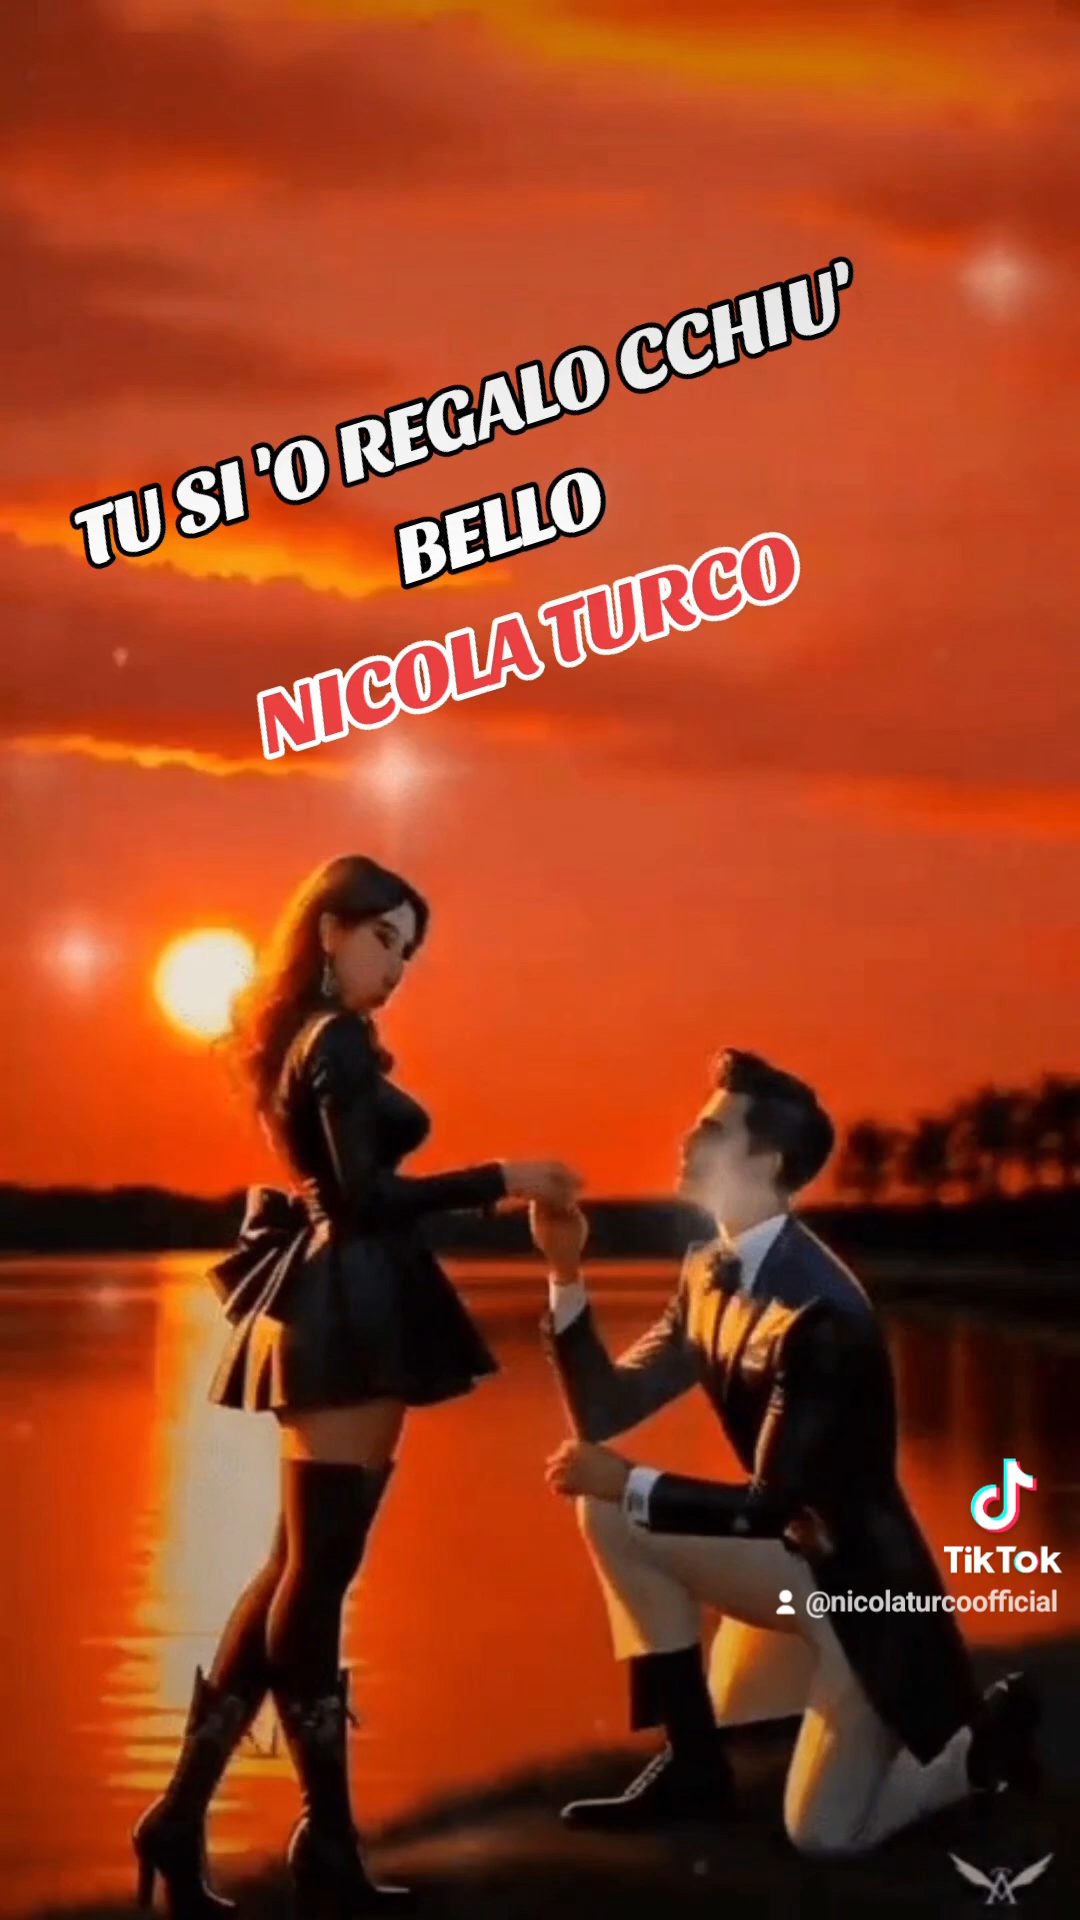 TU SI 'O REGALO CCHIU'
BELLO
NICOLA TURCO
TikTok
@nicolaturcoofficial